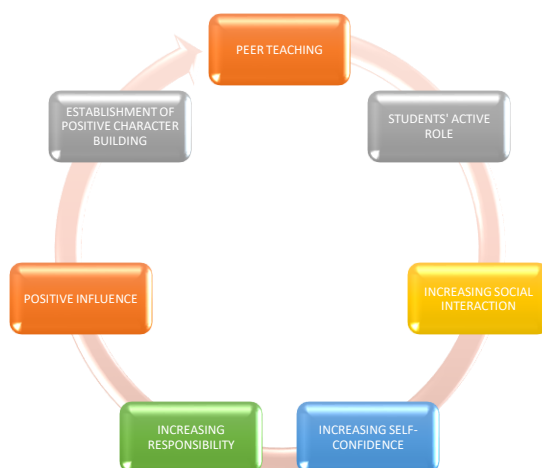 PEER TEACHING
STUDENTS' ACTIVE
ROLE
INCREASING SOCIAL
INTERACTION
INCREASING SELF-
CONFIDENCE
INCREASING
RESPONSIBILITY
POSITIVE INFLUENCE
ESTABLISHMENT OF
POSITIVE CHARACTER
BUILDING